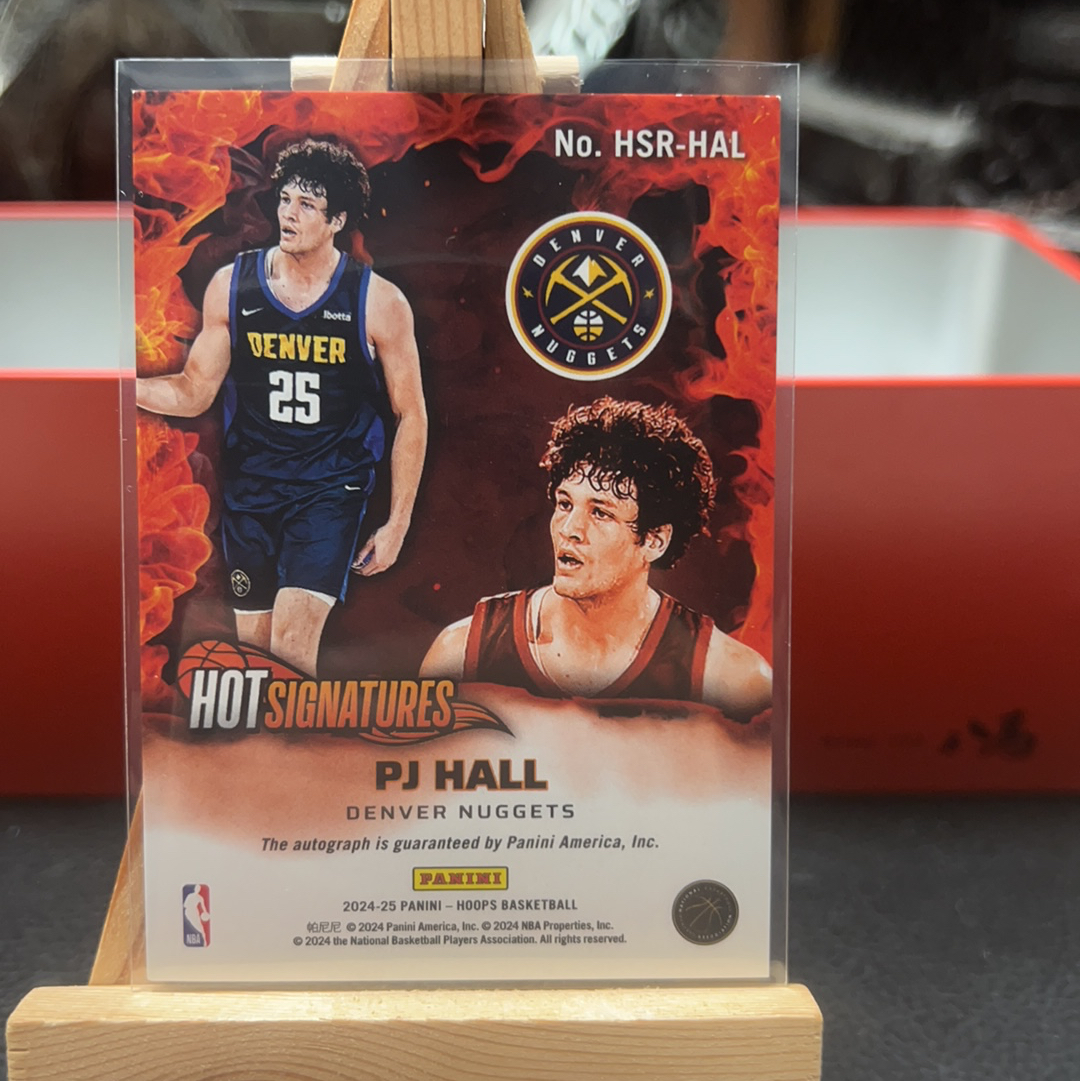 No. HSR-HAL
DENVER
NUGGETS
ibotta
DENVER
25
HOT SIGNATURES
PJ HALL
DENVER NUGGETS
The autograph is guaranteed by Panini America, Inc.
PANINI
2024-25 PANINI – HOOPS BASKETBALL
帕尼尼 © 2024 Panini America, Inc. © 2024 NBA Properties, Inc.
© 2024 the National Basketball Players Association. All rights reserved.
NBA